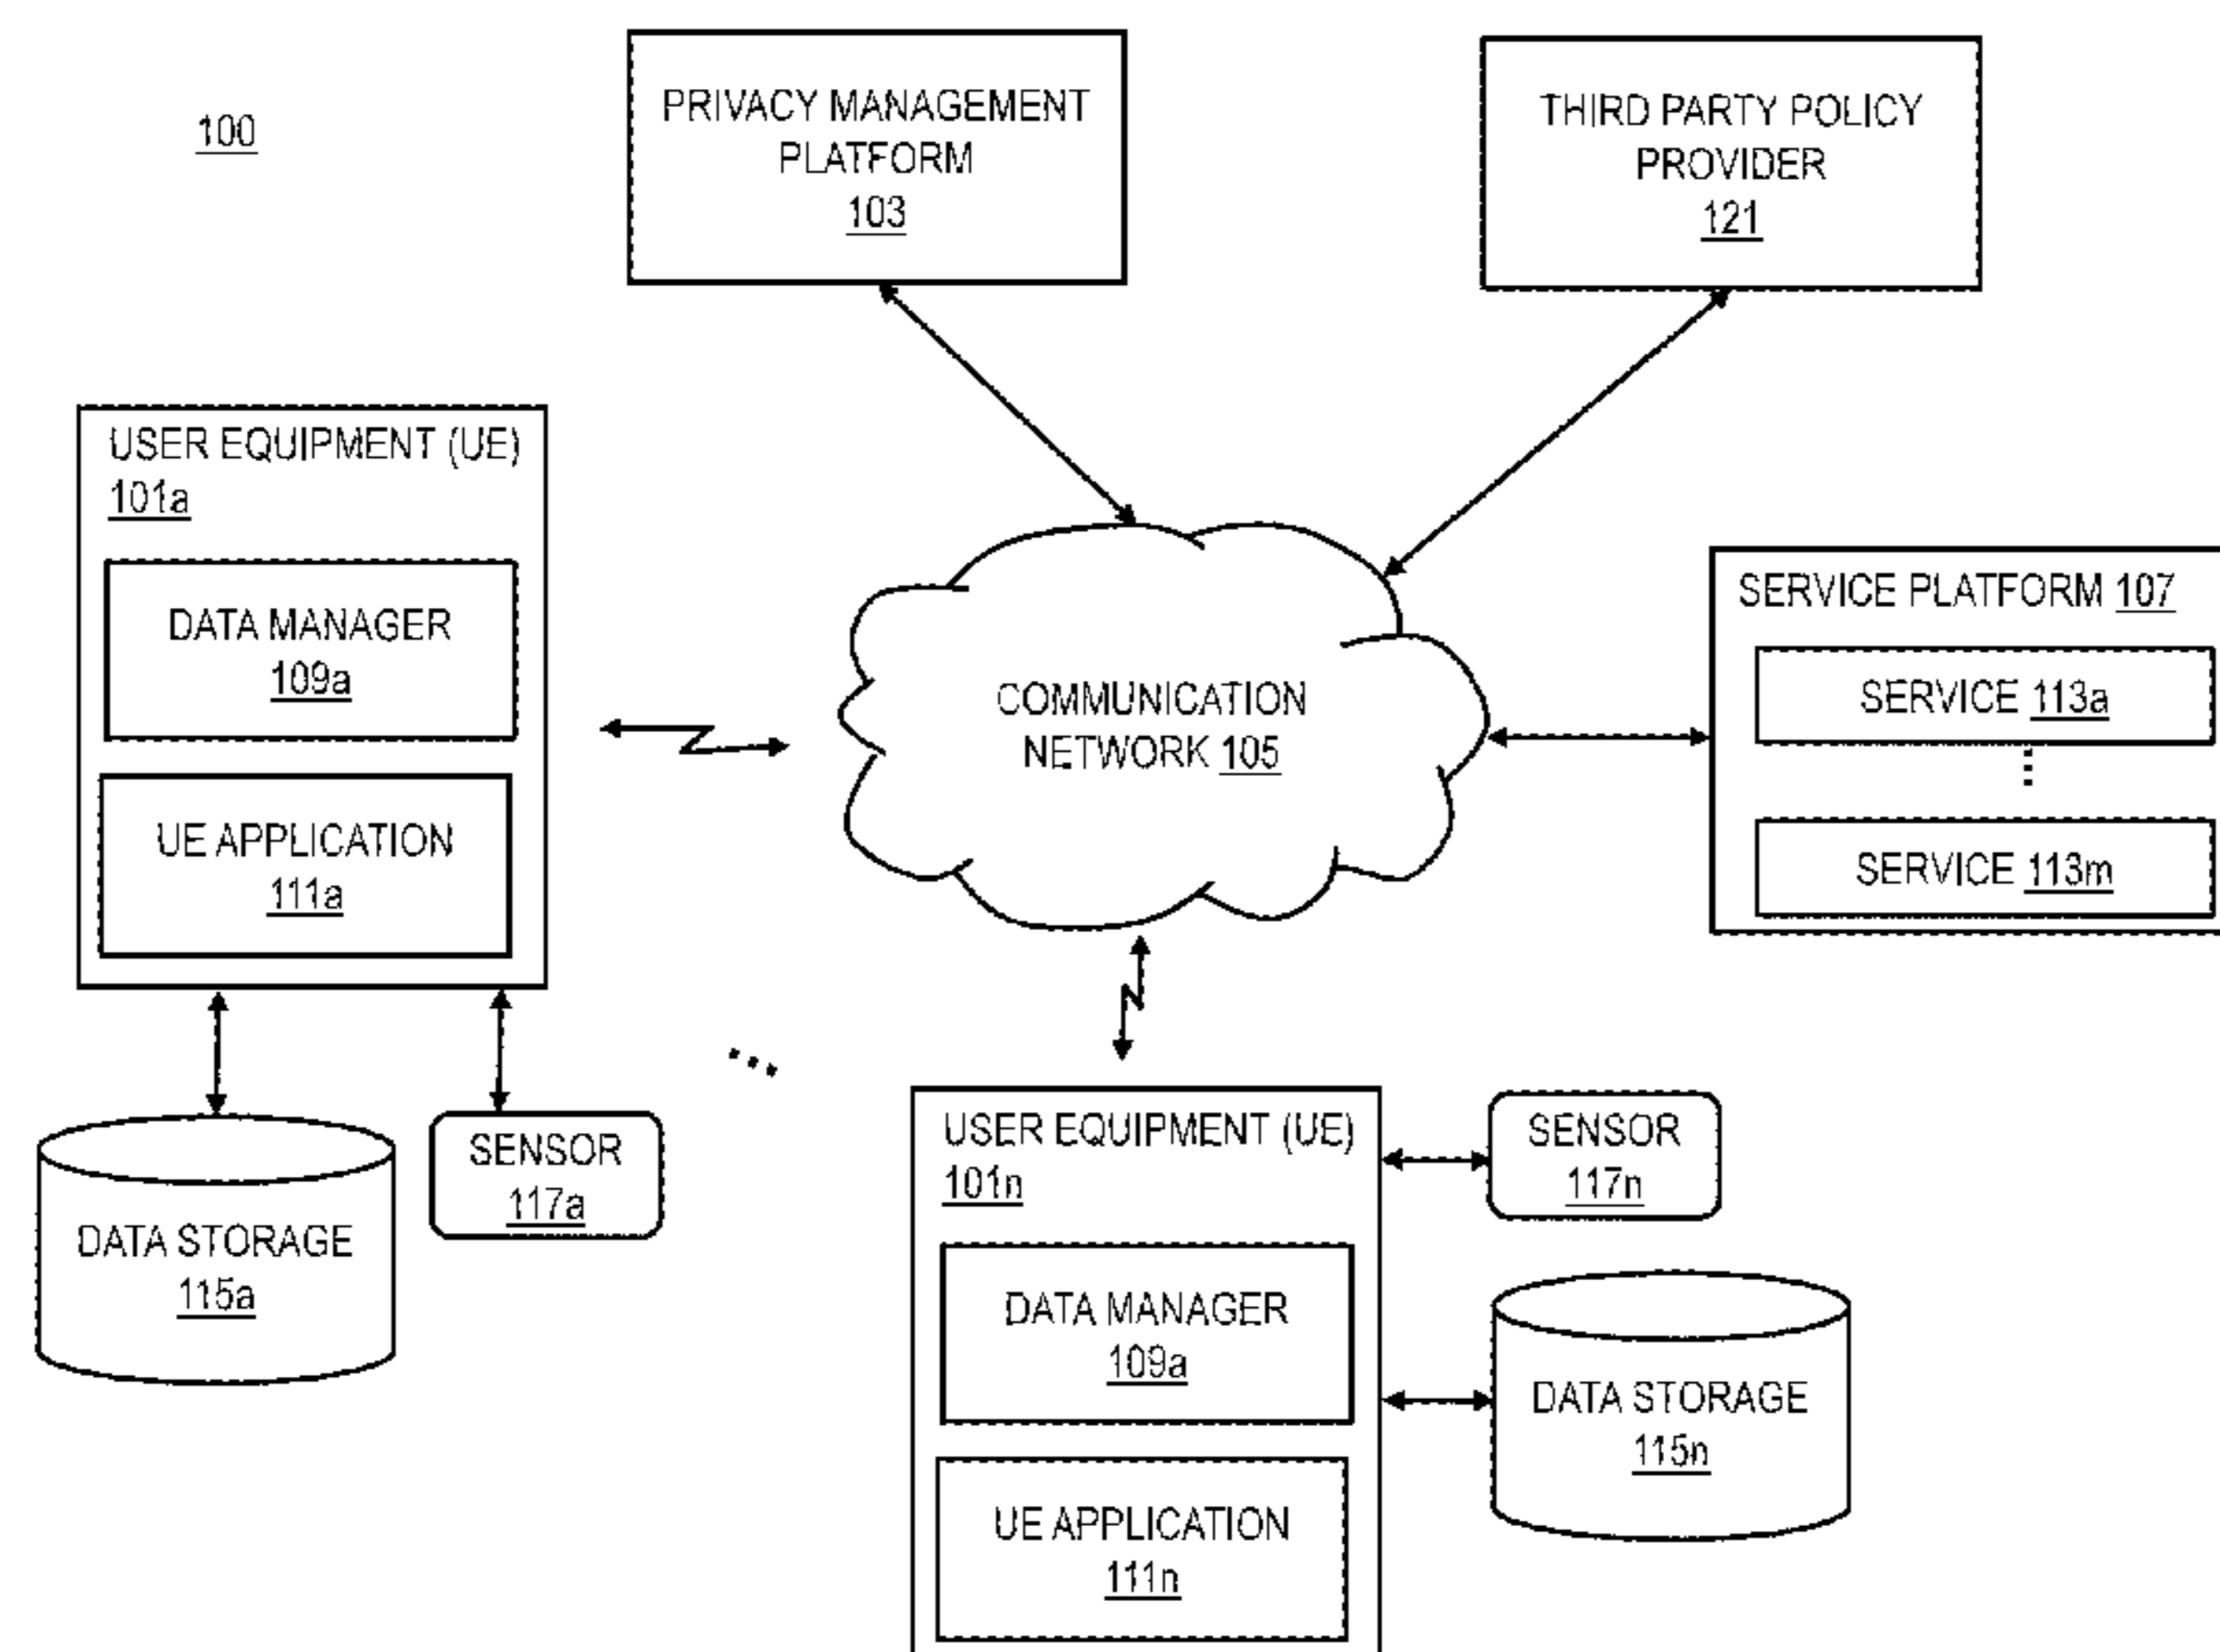 100
PRIVACY MANAGEMENT
PLATFORM
103
THIRD PARTY POLICY
PROVIDER
121
USER EQUIPMENT (UE)
101a
DATA MANAGER
109a
UE APPLICATION
111a
COMMUNICATION
NETWORK 105
SERVICE PLATFORM 107
SERVICE 113a
SERVICE 113m
DATA STORAGE
115a
SENSOR
117a
USER EQUIPMENT (UE)
101n
DATA MANAGER
109a
UE APPLICATION
111n
SENSOR
117n
DATA STORAGE
115n